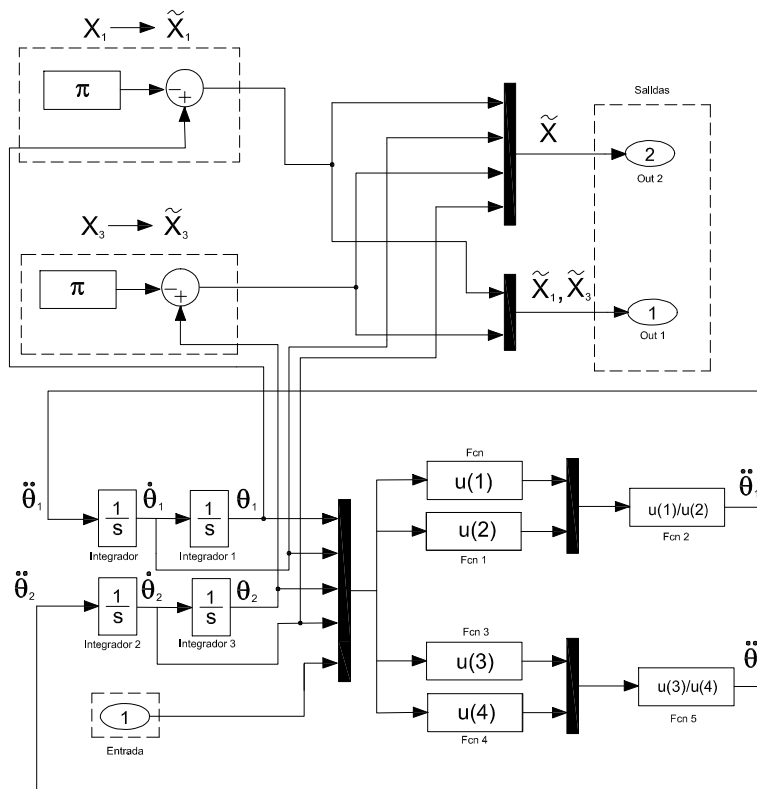 X₁ → X̃₁
π
−
+
X̃
Salidas
2
Out 2
X₃ → X̃₃
π
−
+
X̃₁, X̃₃
1
Out 1
θ̈₁
1/s
θ̇₁
1/s
θ₁
Integrador
Integrador 1
θ̈₂
1/s
θ̇₂
1/s
θ₂
Integrador 2
Integrador 3
1
Entrada
Fcn
u(1)
u(2)
Fcn 1
u(1)/u(2)
Fcn 2
θ̈₁
Fcn 3
u(3)
u(4)
Fcn 4
u(3)/u(4)
Fcn 5
θ̈